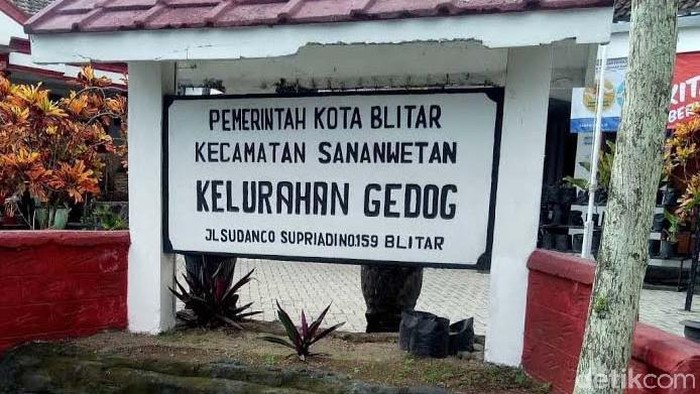 PEMERINTAH KOTA BLITAR
KECAMATAN SANANWETAN
KELURAHAN GEDOG
JL.SUDANCO SUPRIADI NO.159 BLITAR
detikcom